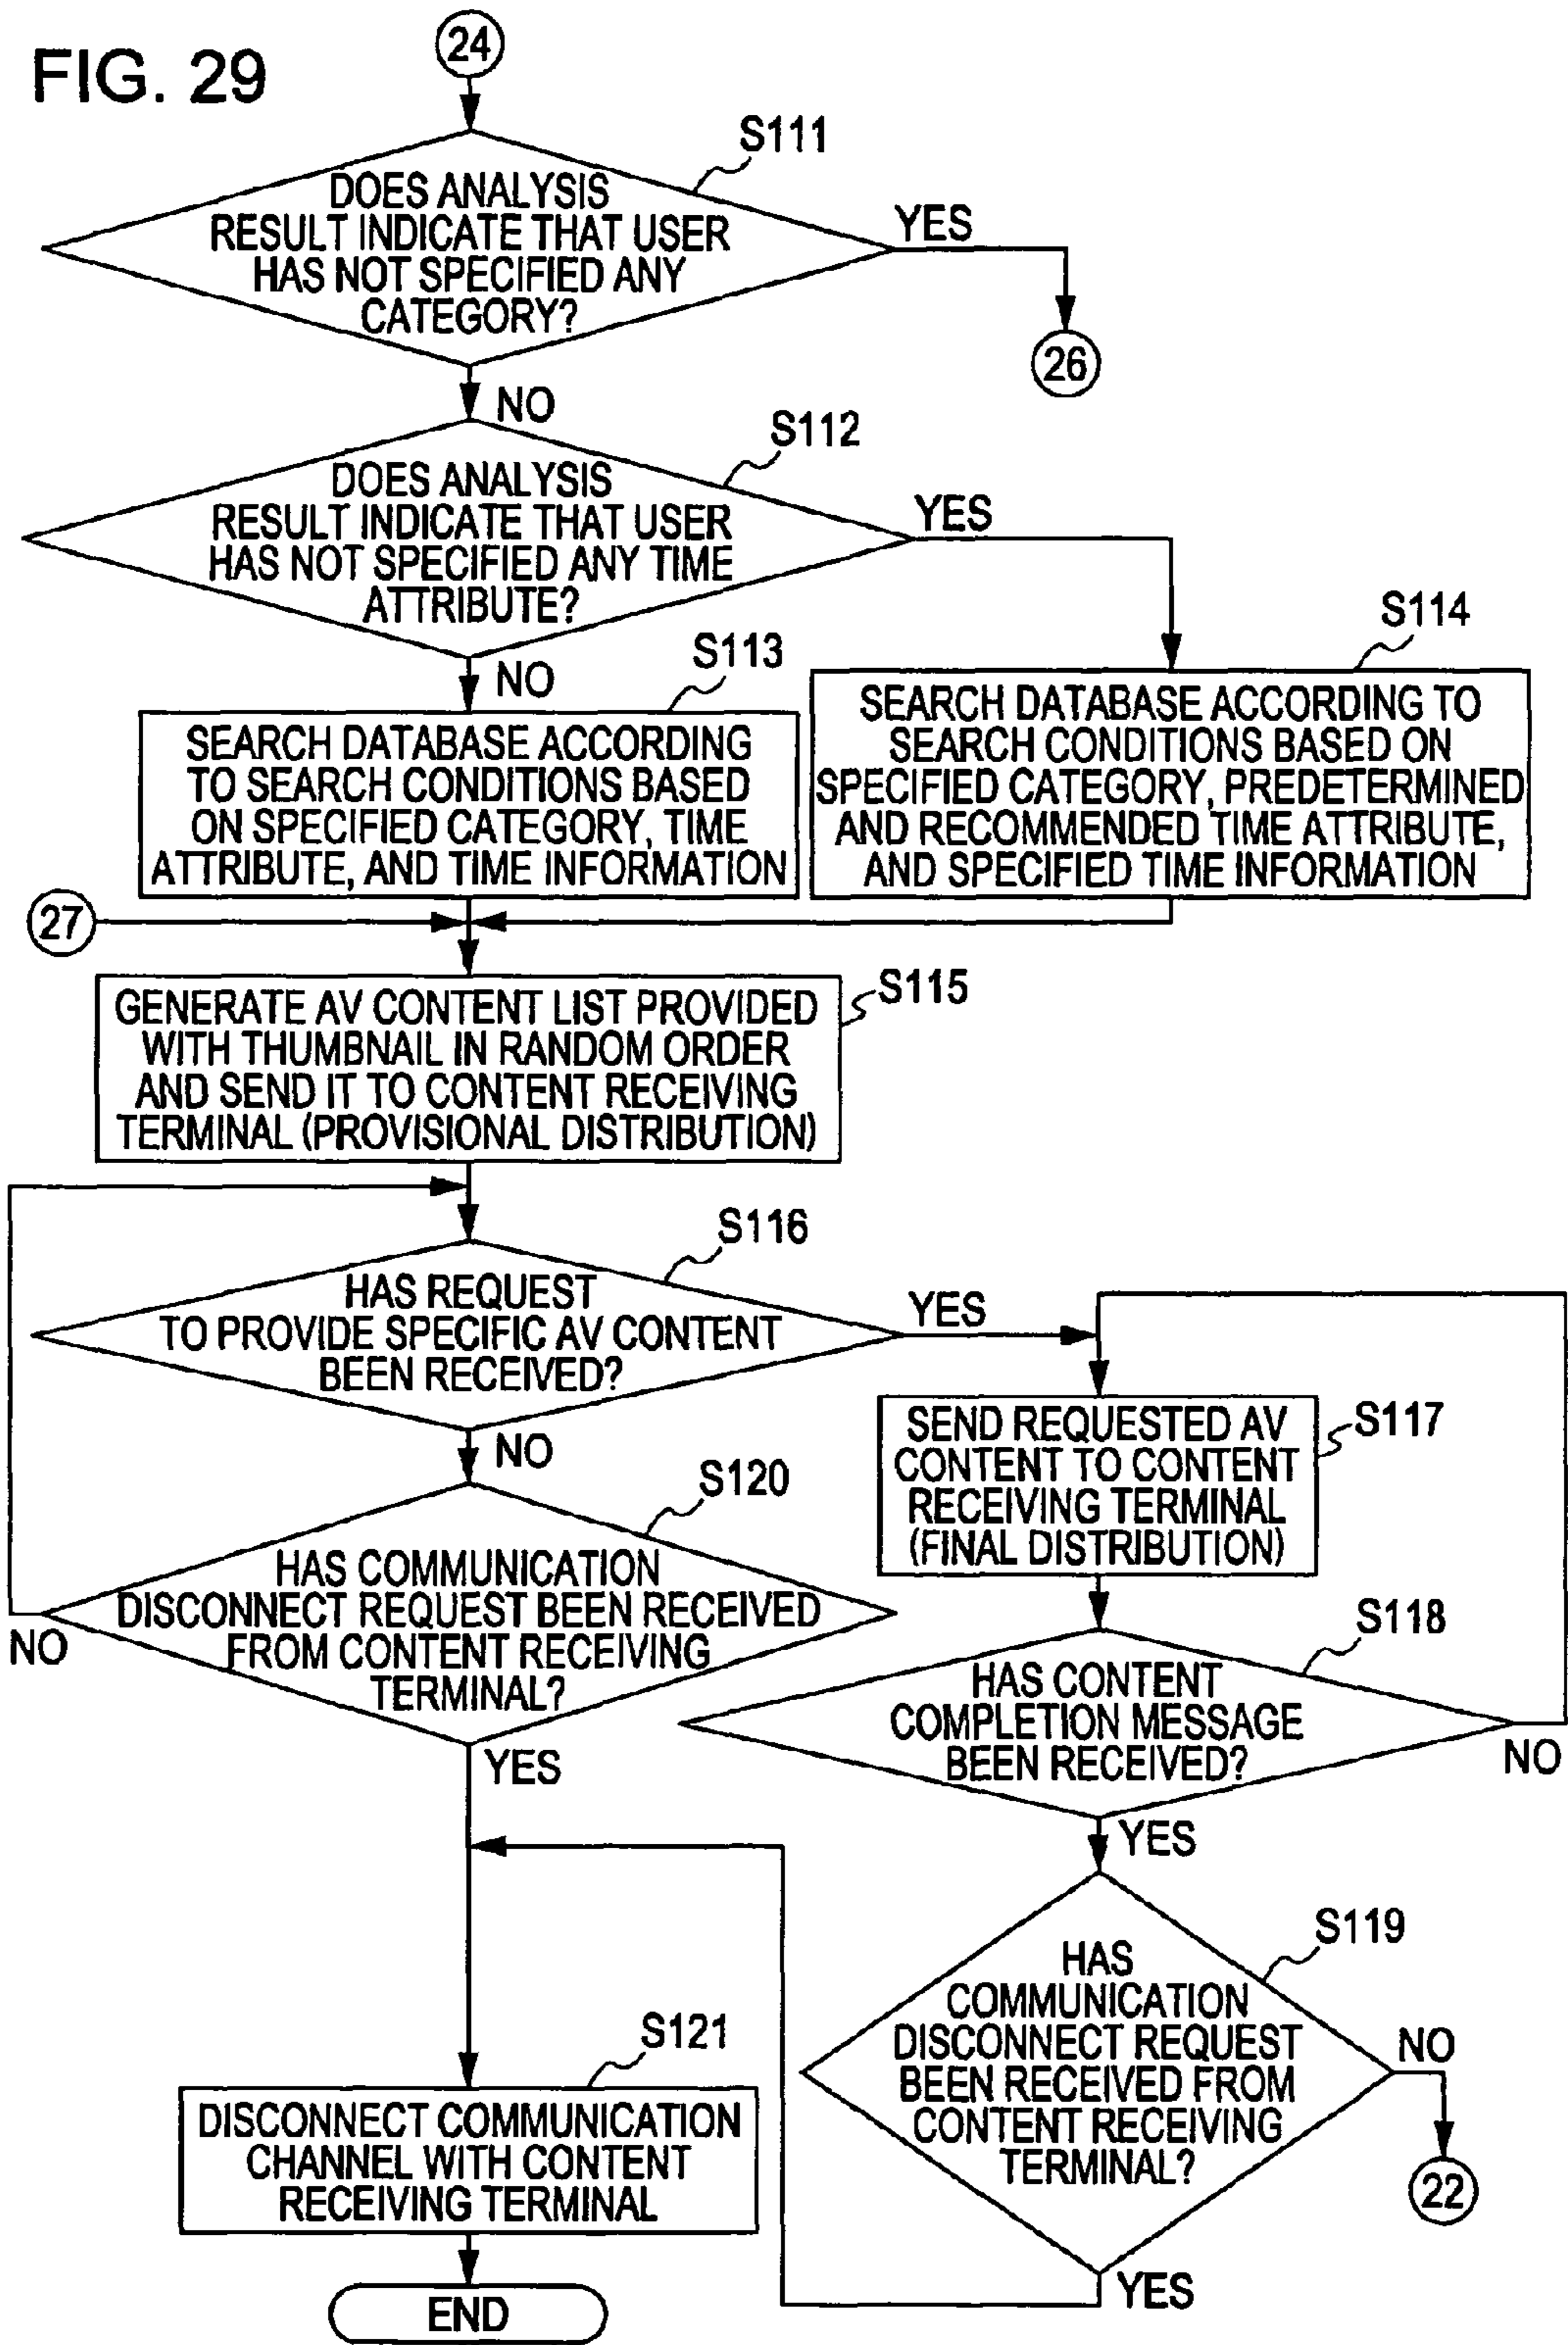 FIG. 29
24
S111
DOES ANALYSIS
RESULT INDICATE THAT USER
HAS NOT SPECIFIED ANY
CATEGORY?
YES
26
NO
S112
DOES ANALYSIS
RESULT INDICATE THAT USER
HAS NOT SPECIFIED ANY TIME
ATTRIBUTE?
YES
NO
S113
SEARCH DATABASE ACCORDING
TO SEARCH CONDITIONS BASED
ON SPECIFIED CATEGORY, TIME
ATTRIBUTE, AND TIME INFORMATION
S114
SEARCH DATABASE ACCORDING TO
SEARCH CONDITIONS BASED ON
SPECIFIED CATEGORY, PREDETERMINED
AND RECOMMENDED TIME ATTRIBUTE,
AND SPECIFIED TIME INFORMATION
27
S115
GENERATE AV CONTENT LIST PROVIDED
WITH THUMBNAIL IN RANDOM ORDER
AND SEND IT TO CONTENT RECEIVING
TERMINAL (PROVISIONAL DISTRIBUTION)
S116
HAS REQUEST
TO PROVIDE SPECIFIC AV CONTENT
BEEN RECEIVED?
YES
NO
S117
SEND REQUESTED AV
CONTENT TO CONTENT
RECEIVING TERMINAL
(FINAL DISTRIBUTION)
S120
HAS COMMUNICATION
DISCONNECT REQUEST BEEN RECEIVED
FROM CONTENT RECEIVING
TERMINAL?
NO
YES
S118
HAS CONTENT
COMPLETION MESSAGE
BEEN RECEIVED?
NO
YES
S119
HAS
COMMUNICATION
DISCONNECT REQUEST
BEEN RECEIVED FROM
CONTENT RECEIVING
TERMINAL?
NO
22
YES
S121
DISCONNECT COMMUNICATION
CHANNEL WITH CONTENT
RECEIVING TERMINAL
END